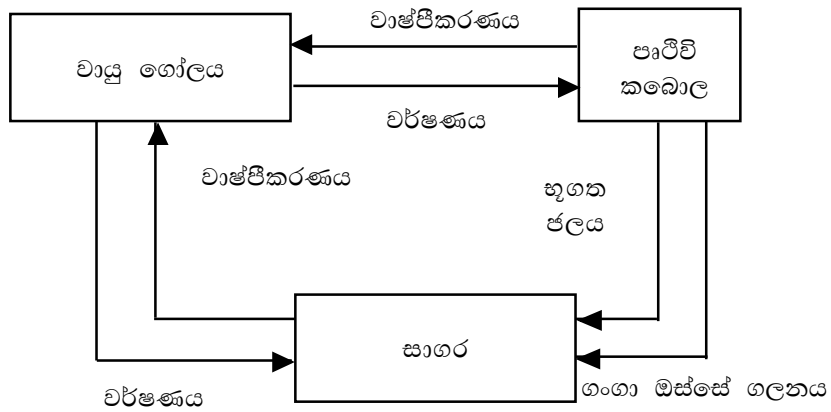 වාෂ්පීකරණය
වායු ගෝලය
පෘථිවි
කබොල
වර්ෂණය
වාෂ්පීකරණය
භූගත
ජලය
සාගර
වර්ෂණය
ගංගා ඔස්සේ ගලනය